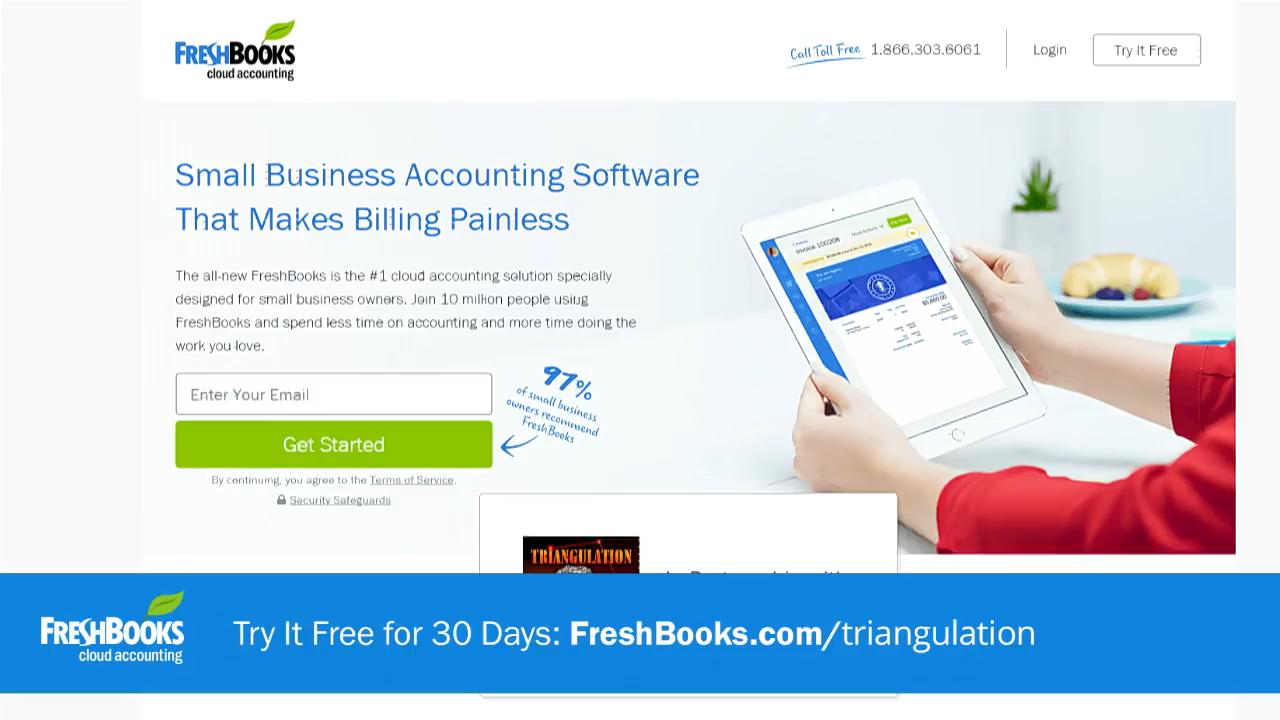 FRESHBOOKS
cloud accounting
Call Toll Free 1.866.303.6061
Login
Try It Free
Small Business Accounting Software
That Makes Billing Painless
The all-new FreshBooks is the #1 cloud accounting solution specially
designed for small business owners. Join 10 million people using
FreshBooks and spend less time on accounting and more time doing the
work you love.
Enter Your Email
Get Started
97%
of small business
owners recommend
FreshBooks
By continuing, you agree to the Terms of Service.
Security Safeguards
TRIANGULATION
FRESHBOOKS
cloud accounting
Try It Free for 30 Days: FreshBooks.com/triangulation